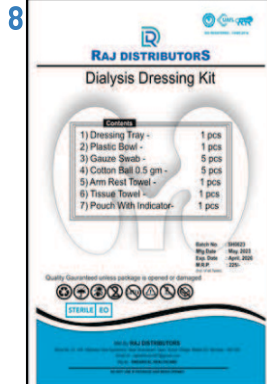 8
RAJ DISTRIBUTORS
Dialysis Dressing Kit
Contents
1) Dressing Tray - 1 pcs
2) Plastic Bowl - 1 pcs
3) Gauze Swab - 5 pcs
4) Cotton Ball 0.5 gm - 5 pcs
5) Arm Rest Towel - 1 pcs
6) Tissue Towel - 1 pcs
7) Pouch With Indicator- 1 pcs
Batch No
Mfg Date : May, 2023
Exp. Date : April, 2026
M.R.P. : 225/-
Quality Gauranteed unless package is opened or damaged
STERILE EO
RAJ DISTRIBUTORS